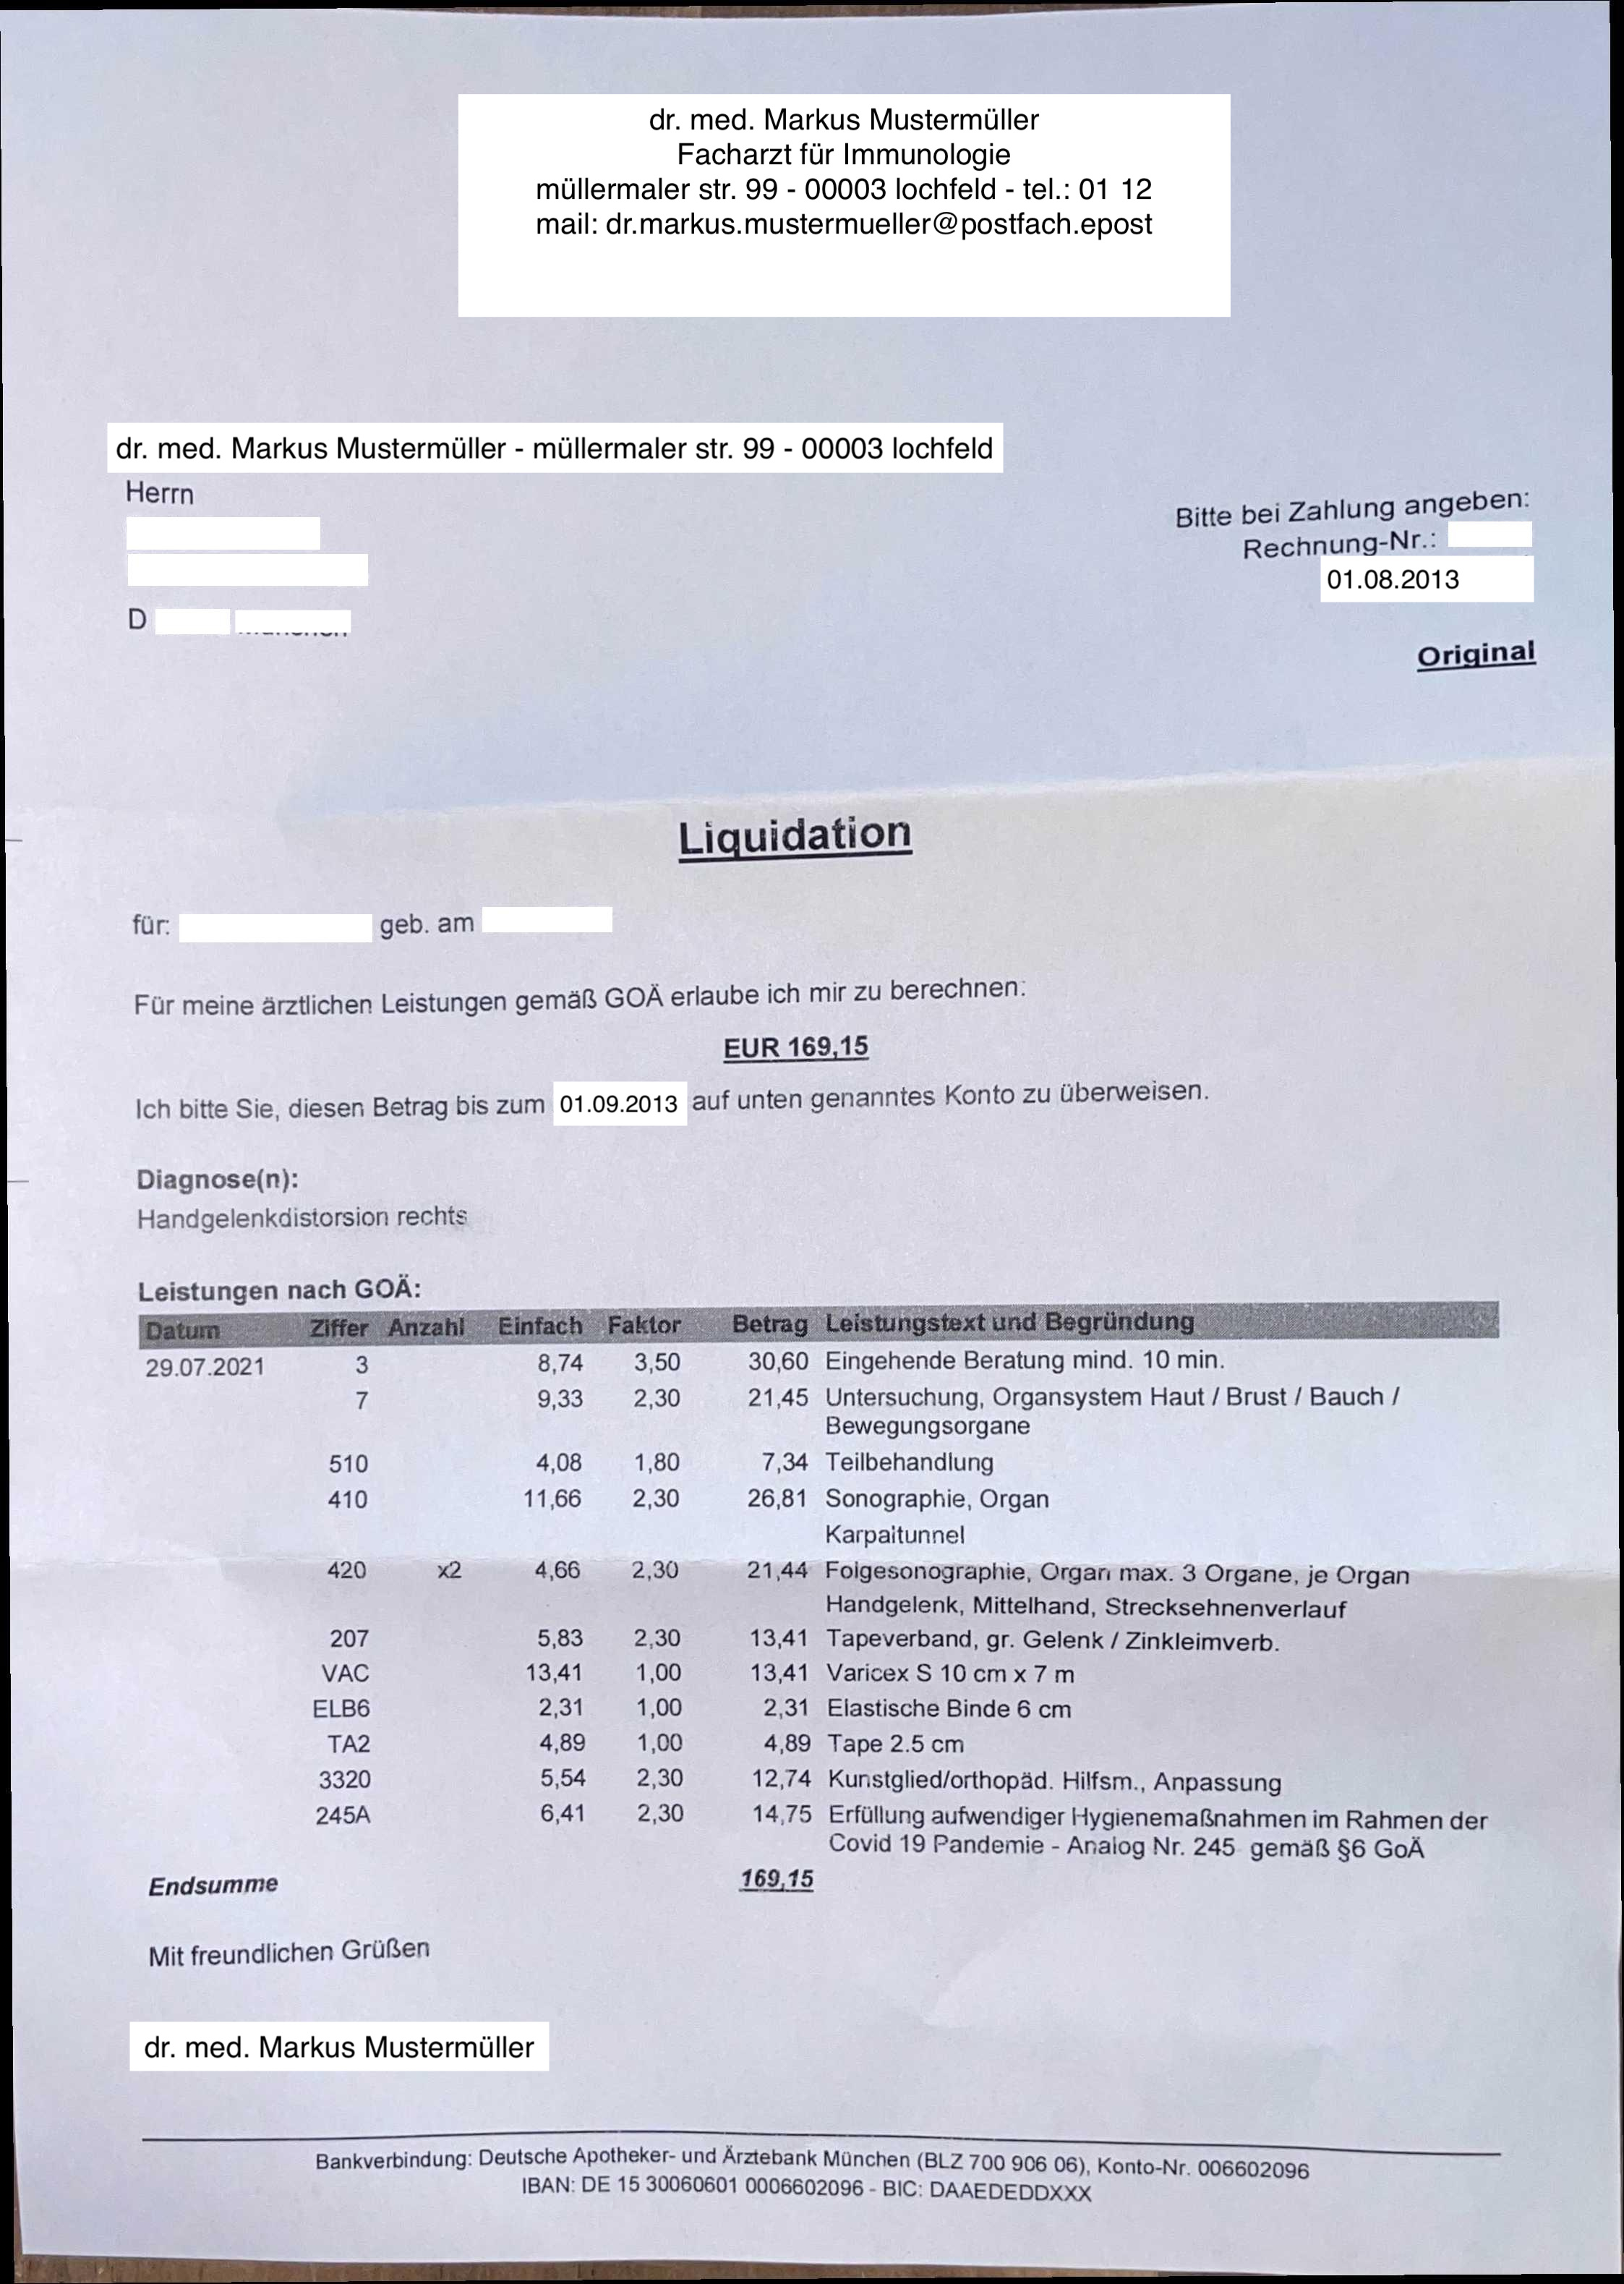 dr. med. Markus Mustermüller
Facharzt für Immunologie
müllermaler str. 99 - 00003 lochfeld - tel.: 01 12
mail: dr.markus.mustermueller@postfach.epost
dr. med. Markus Mustermüller - müllermaler str. 99 - 00003 lochfeld
Herrn
D
Bitte bei Zahlung angeben:
Rechnung-Nr.:
01.08.2013
Original
Liquidation
für: geb. am
Für meine ärztlichen Leistungen gemäß GOÄ erlaube ich mir zu berechnen:
EUR 169,15
Ich bitte Sie, diesen Betrag bis zum 01.09.2013 auf unten genanntes Konto zu überweisen.
Diagnose(n):
Handgelenkdistorsion rechts
Leistungen nach GOÄ:
Datum Ziffer Anzahl Einfach Faktor Betrag Leistungstext und Begründung
29.07.2021 3 8,74 3,50 30,60 Eingehende Beratung mind. 10 min.
7 9,33 2,30 21,45 Untersuchung, Organsystem Haut / Brust / Bauch /
Bewegungsorgane
510 4,08 1,80 7,34 Teilbehandlung
410 11,66 2,30 26,81 Sonographie, Organ
Karpaltunnel
420 x2 4,66 2,30 21,44 Folgesonographie, Organ max. 3 Organe, je Organ
Handgelenk, Mittelhand, Strecksehnenverlauf
207 5,83 2,30 13,41 Tapeverband, gr. Gelenk / Zinkleimverb.
VAC 13,41 1,00 13,41 Varicex S 10 cm x 7 m
ELB6 2,31 1,00 2,31 Elastische Binde 6 cm
TA2 4,89 1,00 4,89 Tape 2.5 cm
3320 5,54 2,30 12,74 Kunstglied/orthopäd. Hilfsm., Anpassung
245A 6,41 2,30 14,75 Erfüllung aufwendiger Hygienemaßnahmen im Rahmen der
Covid 19 Pandemie - Analog Nr. 245 gemäß §6 GoÄ
Endsumme 169,15
Mit freundlichen Grüßen
dr. med. Markus Mustermüller
Bankverbindung: Deutsche Apotheker- und Ärztebank München (BLZ 700 906 06), Konto-Nr. 006602096
IBAN: DE 15 30060601 0006602096 - BIC: DAAEDEDDXXX